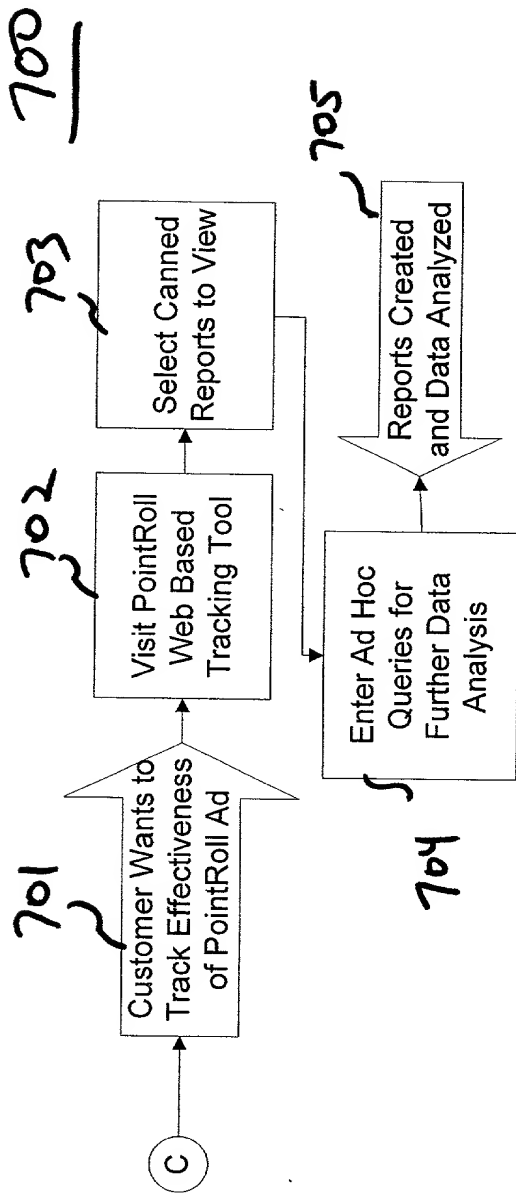 700
C
701
Customer Wants to
Track Effectiveness
of PointRoll Ad
702
Visit PointRoll
Web Based
Tracking Tool
703
Select Canned
Reports to View
704
Enter Ad Hoc
Queries for
Further Data
Analysis
705
Reports Created
and Data Analyzed